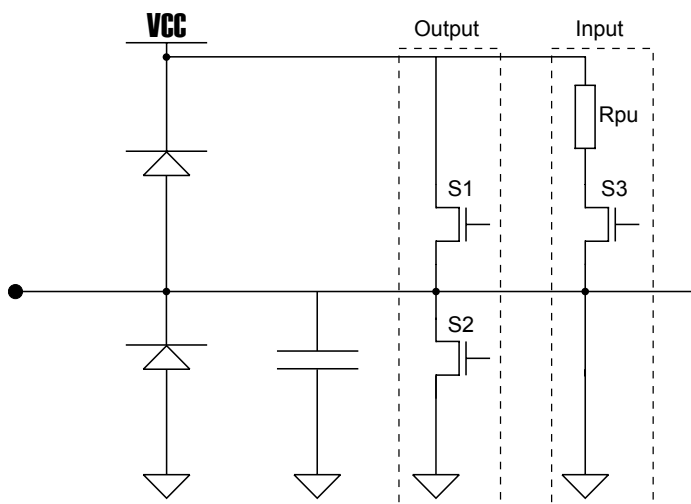 VCC
Output
Input
Rpu
S1
S3
S2